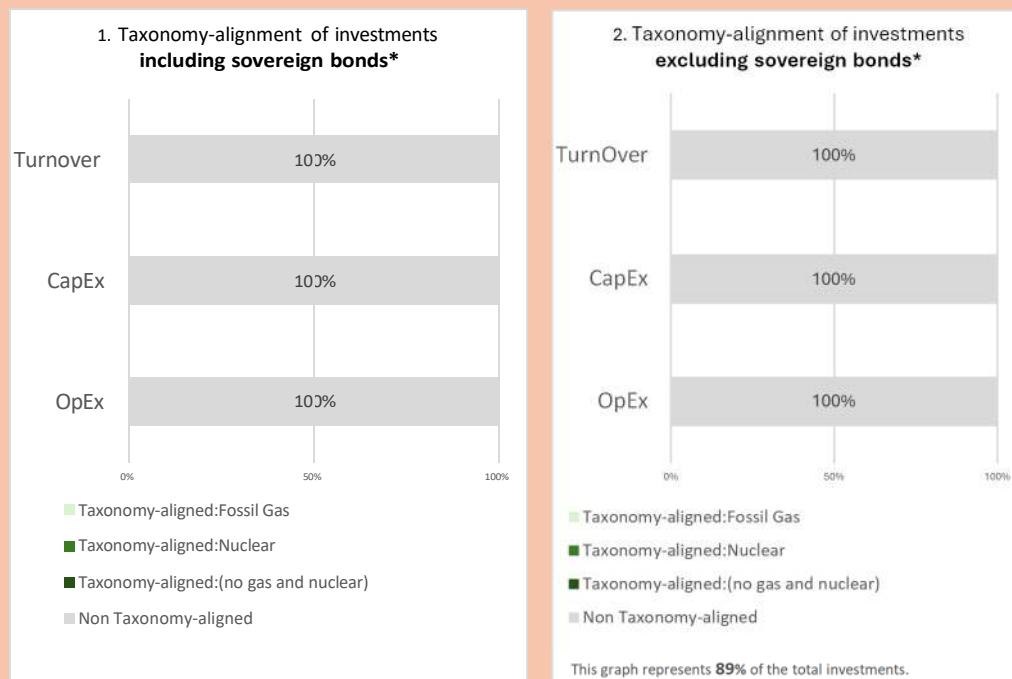 1. Taxonomy-alignment of investments
including sovereign bonds*
Turnover
100%
CapEx
100%
OpEx
100%
0%
50%
100%
Taxonomy-aligned:Fossil Gas
Taxonomy-aligned:Nuclear
Taxonomy-aligned:(no gas and nuclear)
Non Taxonomy-aligned
2. Taxonomy-alignment of investments
excluding sovereign bonds*
TurnOver
100%
CapEx
100%
OpEx
100%
0%
50%
100%
Taxonomy-aligned:Fossil Gas
Taxonomy-aligned:Nuclear
Taxonomy-aligned:(no gas and nuclear)
Non Taxonomy-aligned
This graph represents 89% of the total investments.